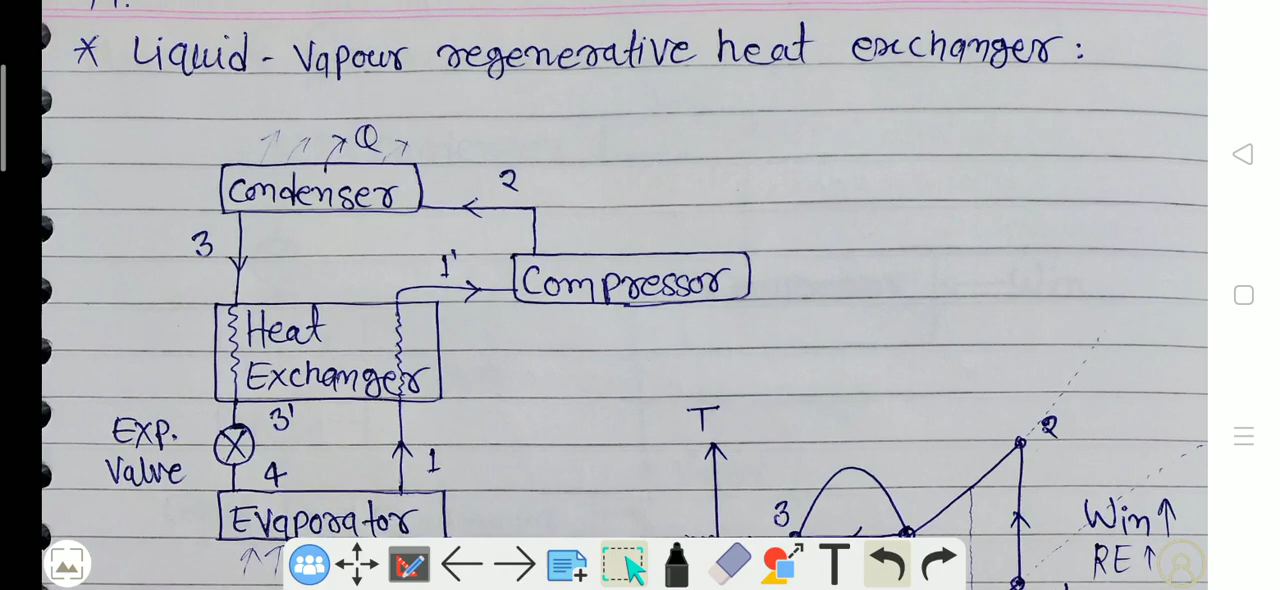 * Liquid - Vapour regenerative heat exchanger:
Q
Condenser
2
3
1'
Compressor
Heat
Exchanger
3'
Exp.
Valve
4
1
Evaporator
T
2
3
Win↑
RE↑
T